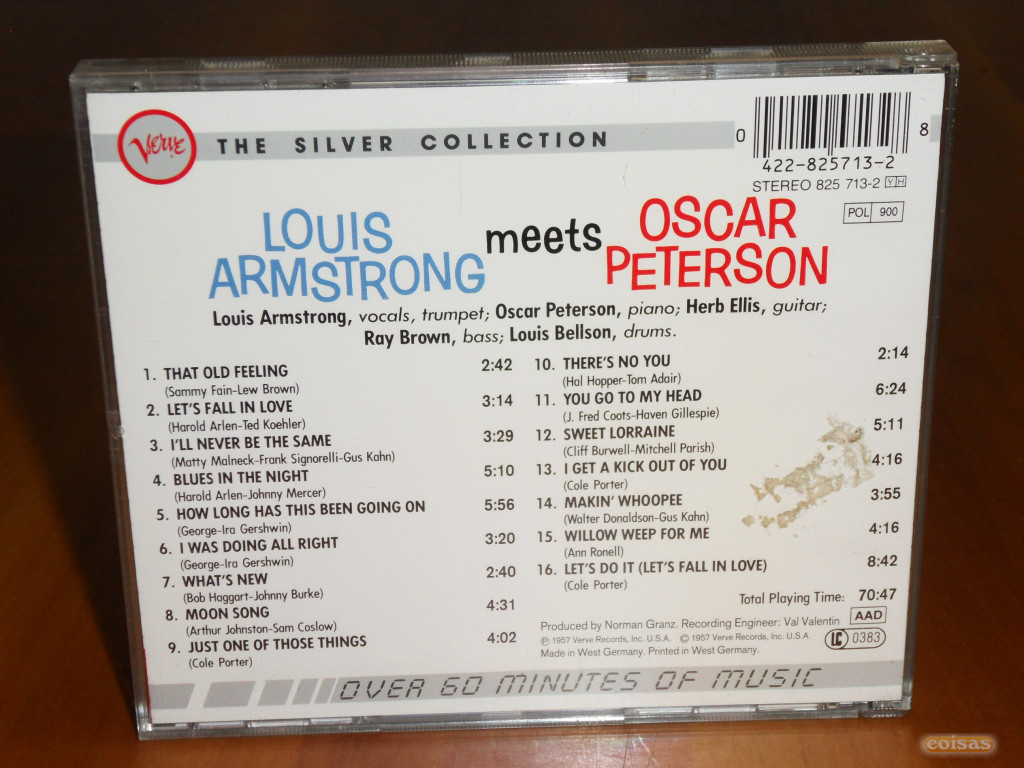 Verve THE SILVER COLLECTION
0 8
422-825713-2
STEREO 825 713-2 YH
POL 900
LOUIS ARMSTRONG meets OSCAR PETERSON
Louis Armstrong, vocals, trumpet; Oscar Peterson, piano; Herb Ellis, guitar;
Ray Brown, bass; Louis Bellson, drums.
1. THAT OLD FEELING 2:42
(Sammy Fain-Lew Brown)
2. LET'S FALL IN LOVE 3:14
(Harold Arlen-Ted Koehler)
3. I'LL NEVER BE THE SAME 3:29
(Matty Malneck-Frank Signorelli-Gus Kahn)
4. BLUES IN THE NIGHT 5:10
(Harold Arlen-Johnny Mercer)
5. HOW LONG HAS THIS BEEN GOING ON 5:56
(George-Ira Gershwin)
6. I WAS DOING ALL RIGHT 3:20
(George-Ira Gershwin)
7. WHAT'S NEW 2:40
(Bob Haggart-Johnny Burke)
8. MOON SONG 4:31
(Arthur Johnston-Sam Coslow)
9. JUST ONE OF THOSE THINGS 4:02
(Cole Porter)
10. THERE'S NO YOU 2:14
(Hal Hopper-Tom Adair)
11. YOU GO TO MY HEAD 6:24
(J. Fred Coots-Haven Gillespie)
12. SWEET LORRAINE 5:11
(Cliff Burwell-Mitchell Parish)
13. I GET A KICK OUT OF YOU 4:16
(Cole Porter)
14. MAKIN' WHOOPEE 3:55
(Walter Donaldson-Gus Kahn)
15. WILLOW WEEP FOR ME 4:16
(Ann Ronell)
16. LET'S DO IT (LET'S FALL IN LOVE) 8:42
(Cole Porter)
Total Playing Time: 70:47
Produced by Norman Granz. Recording Engineer: Val Valentin AAD
℗ 1957 Verve Records, Inc. U.S.A. © 1957 Verve Records, Inc. U.S.A. LC 0383
Made in West Germany. Printed in West Germany.
OVER 60 MINUTES OF MUSIC
coisas